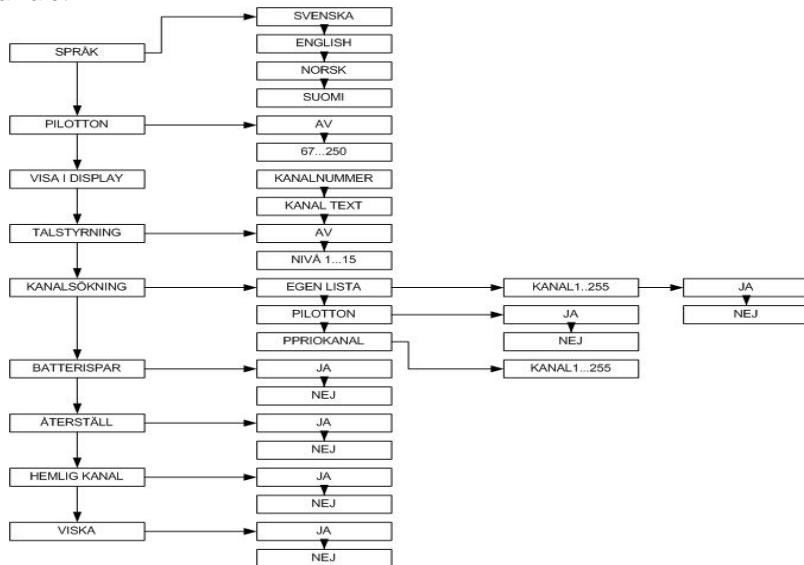 SVENSKA
SPRÅK
ENGLISH
NORSK
SUOMI
PILOTTON
AV
67...250
VISA I DISPLAY
KANALNUMMER
KANAL TEXT
TALSTYRNING
AV
NIVÅ 1...15
KANALSÖKNING
EGEN LISTA
KANAL1..255
JA
NEJ
PILOTTON
JA
NEJ
PPRIOKANAL
KANAL1...255
BATTERISPAR
JA
NEJ
ÅTERSTÄLL
JA
NEJ
HEMLIG KANAL
JA
NEJ
VISKA
JA
NEJ